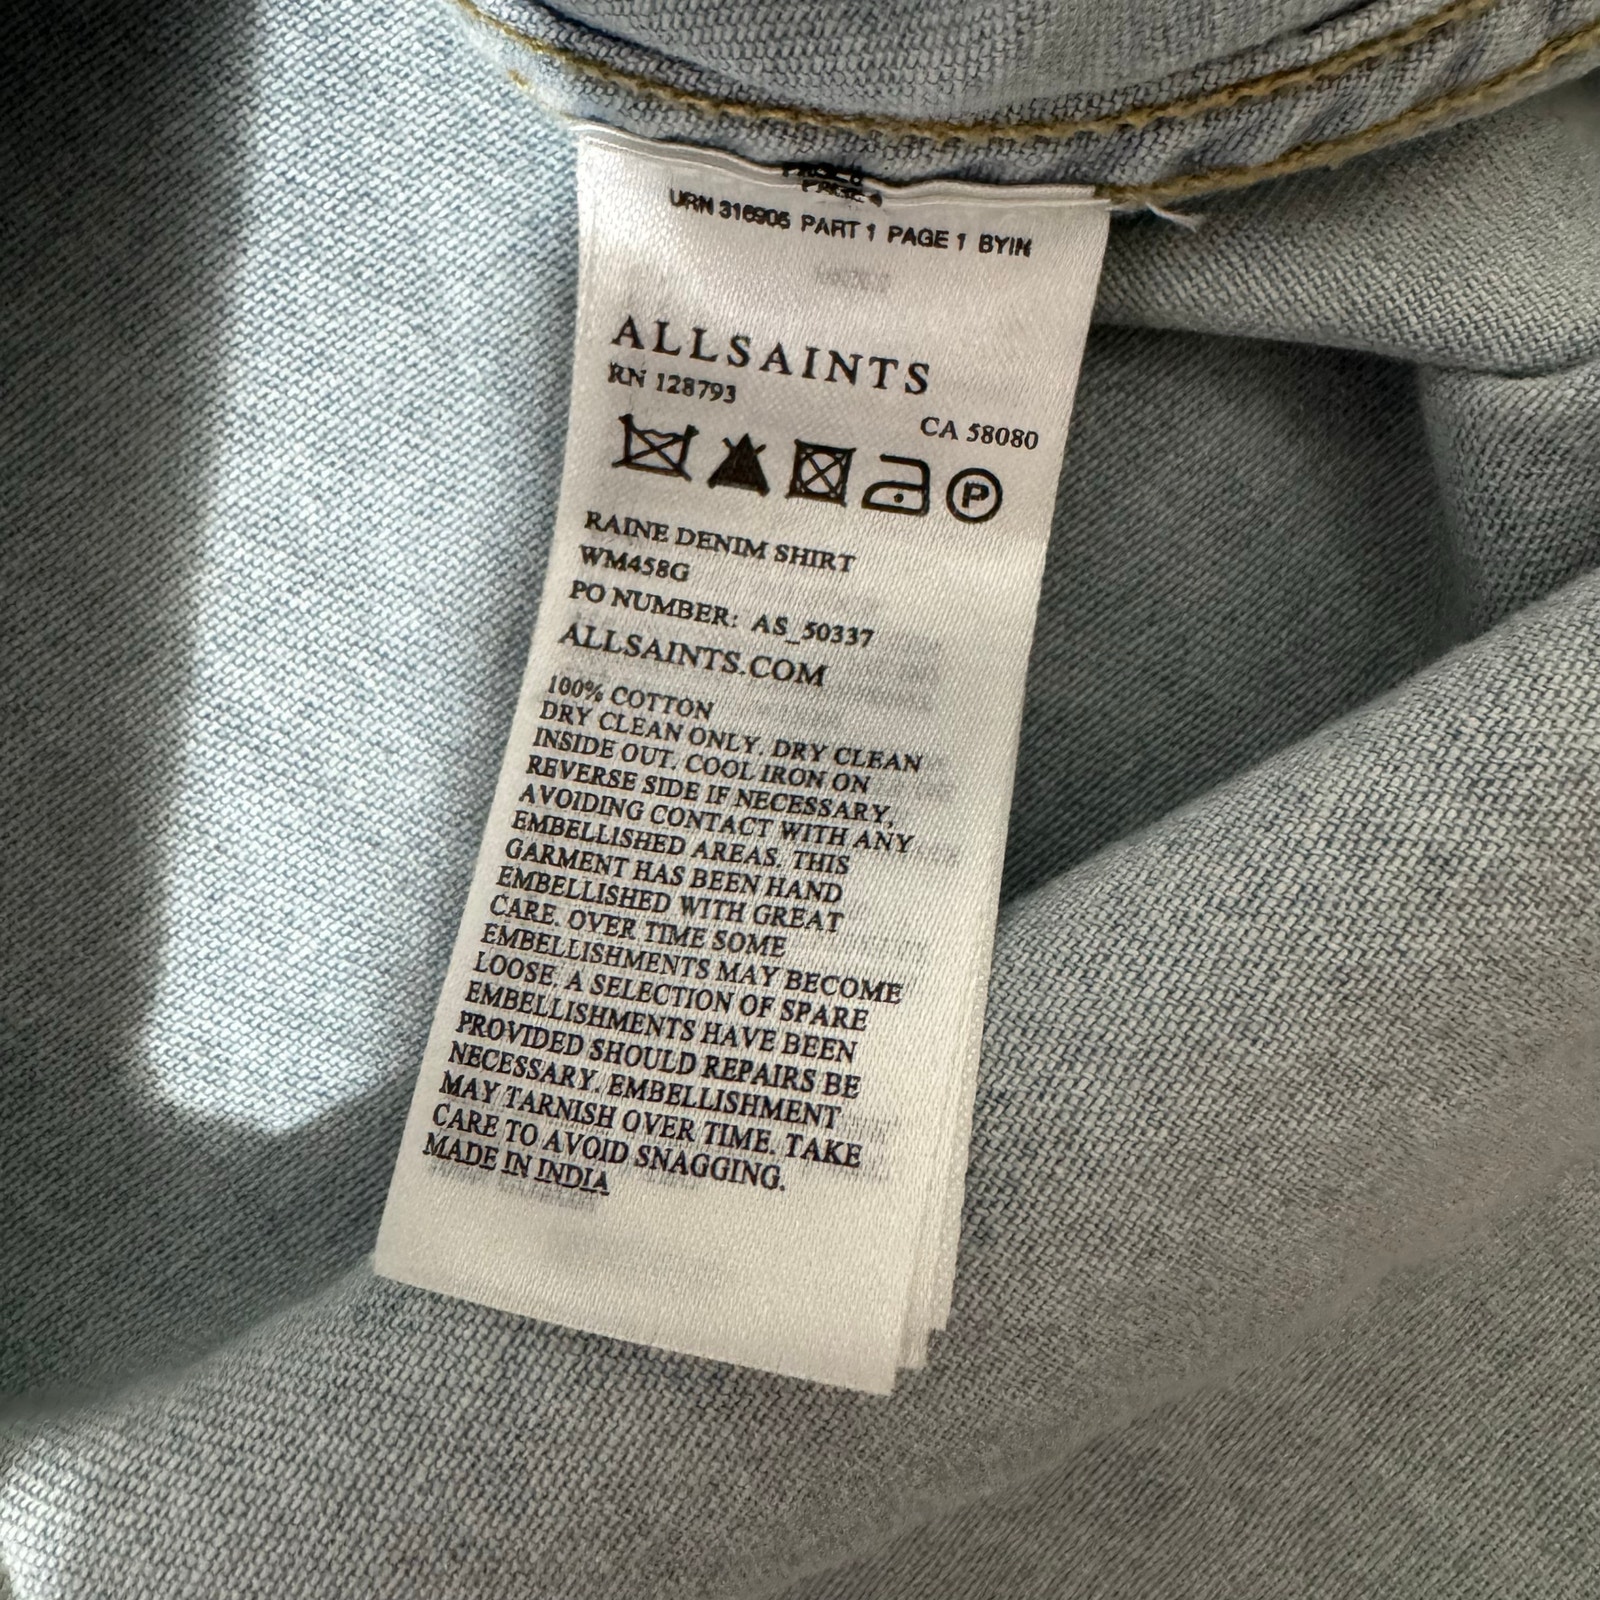 URN 316905 PART 1 PAGE 1 BYIN
ALLSAINTS
RN 128793
CA 58080
P
RAINE DENIM SHIRT
WM458G
PO NUMBER: AS_50337
ALLSAINTS.COM
100% COTTON
DRY CLEAN ONLY. DRY CLEAN
INSIDE OUT. COOL IRON ON
REVERSE SIDE IF NECESSARY,
AVOIDING CONTACT WITH ANY
EMBELLISHED AREAS. THIS
GARMENT HAS BEEN HAND
EMBELLISHED WITH GREAT
CARE. OVER TIME SOME
EMBELLISHMENTS MAY BECOME
LOOSE. A SELECTION OF SPARE
EMBELLISHMENTS HAVE BEEN
PROVIDED SHOULD REPAIRS BE
NECESSARY. EMBELLISHMENT
MAY TARNISH OVER TIME. TAKE
CARE TO AVOID SNAGGING.
MADE IN INDIA